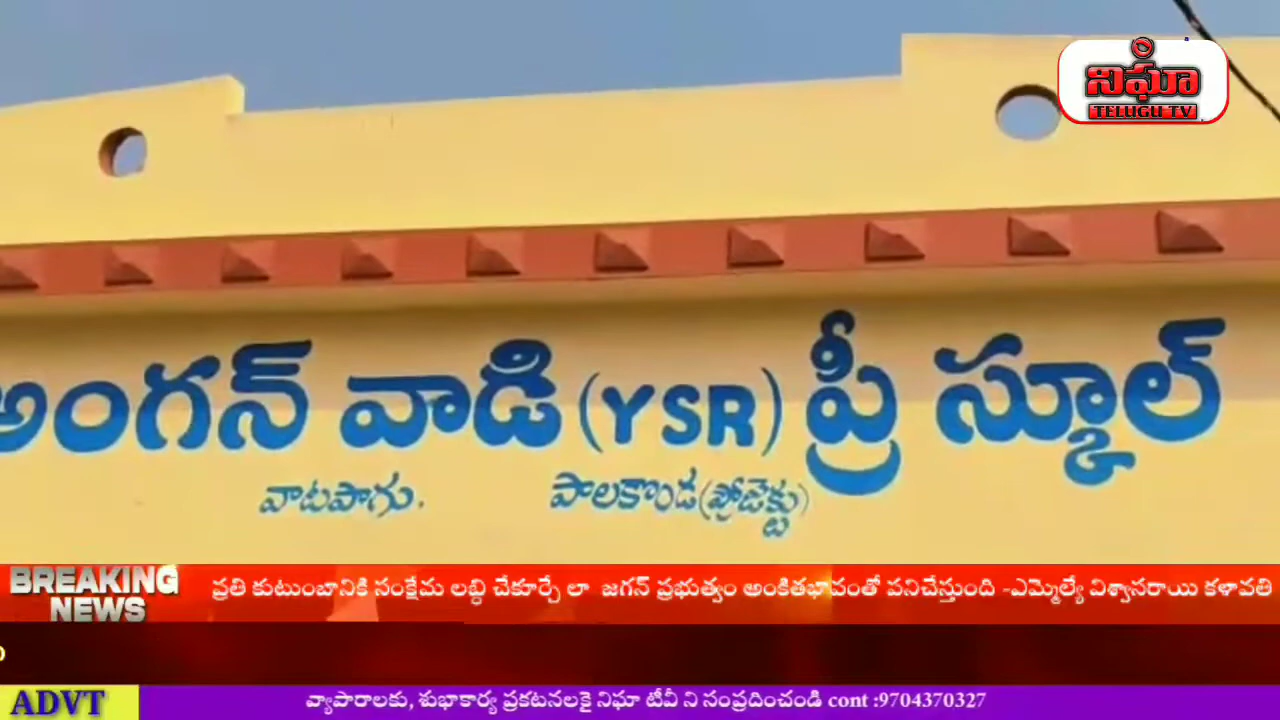 నిఘా
TELUGU TV
అంగన్ వాడి (YSR) ప్రీ స్కూల్
వాటపాగు. పాలకొండ(ప్రోజెక్టు)
BREAKING NEWS
ప్రతి కుటుంబానికి సంక్షేమ లబ్ధి చేకూర్చే లా జగన్ ప్రభుత్వం అంకితభావంతో పనిచేస్తుంది -ఎమ్మెల్యే విశ్వాసరాయి కళావతి
ADVT
వ్యాపారాలకు, శుభాకార్య ప్రకటనలకై నిఘా టీవీ ని సంప్రదించండి cont :9704370327